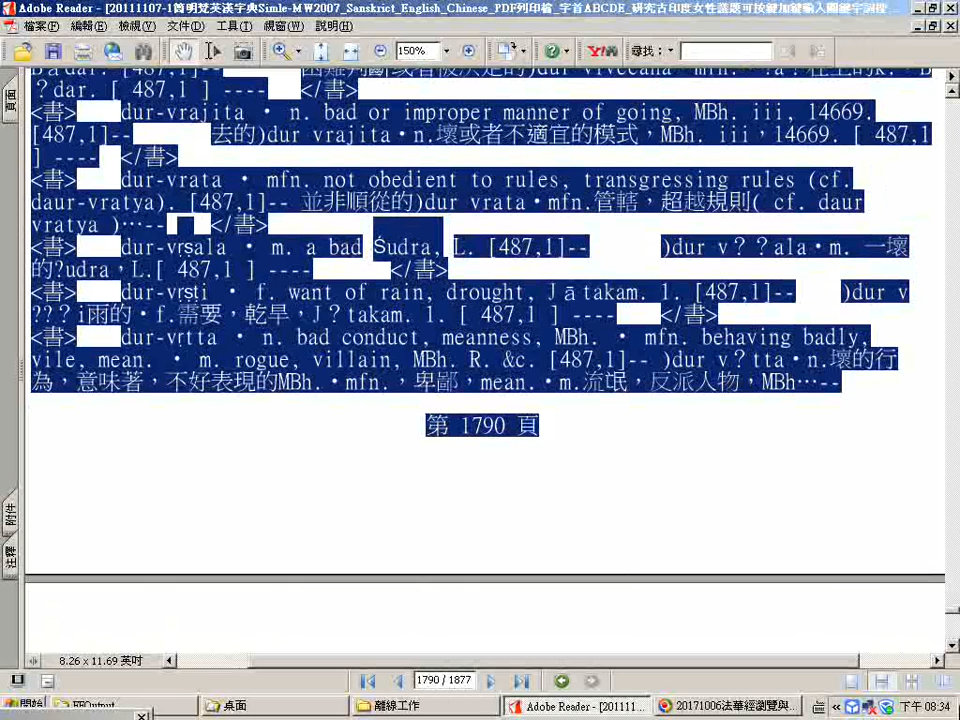 Adobe Reader - [20111107-1簡明梵英漢字典Simle-MW2007_Sanskrict_English_Chinese_PDF列印檔_字首ABCDE_研究古印度女性議題可按鍵加鍵輸入關鍵字詞搜
檔案(F) 編輯(E) 檢視(V) 文件(D) 工具(T) 視窗(W) 說明(H)
150% 尋找：
頁面
?dar. [ 487,1 ] ---- </書>
<書> dur-vrajita · n. bad or improper manner of going, MBh. iii, 14669.
[487,1]-- 去的)dur vrajita·n.壞或者不適宜的模式，MBh. iii，14669. [ 487,1
] ---- </書>
<書> dur-vrata · mfn. not obedient to rules, transgressing rules (cf.
daur-vratya). [487,1]-- 並非順從的)dur vrata·mfn.管轄，超越規則( cf. daur
vratya )…-- </書>
<書> dur-vṛṣala · m. a bad Śudra, L. [487,1]-- )dur v？？ala·m. 一壞
的?udra，L.[ 487,1 ] ---- </書>
<書> dur-vṛṣṭi · f. want of rain, drought, Jātakam. 1. [487,1]-- )dur v
???i雨的·f.需要，乾旱，J？takam. 1. [ 487,1 ] ---- </書>
<書> dur-vṛtta · n. bad conduct, meanness, MBh. · mfn. behaving badly,
vile, mean. · m. rogue, villain, MBh. R. &c. [487,1]-- )dur v？tta·n.壞的行
為，意味著，不好表現的MBh.·mfn.，卑鄙，mean.·m.流氓，反派人物，MBh…--
第 1790 頁
附件
注釋
8.26 x 11.69 英吋
1790 / 1877
開始 FFOutput 桌面 離線工作 Adobe Reader - [201111... 20171006法華經瀏覽與... 下午 08:34